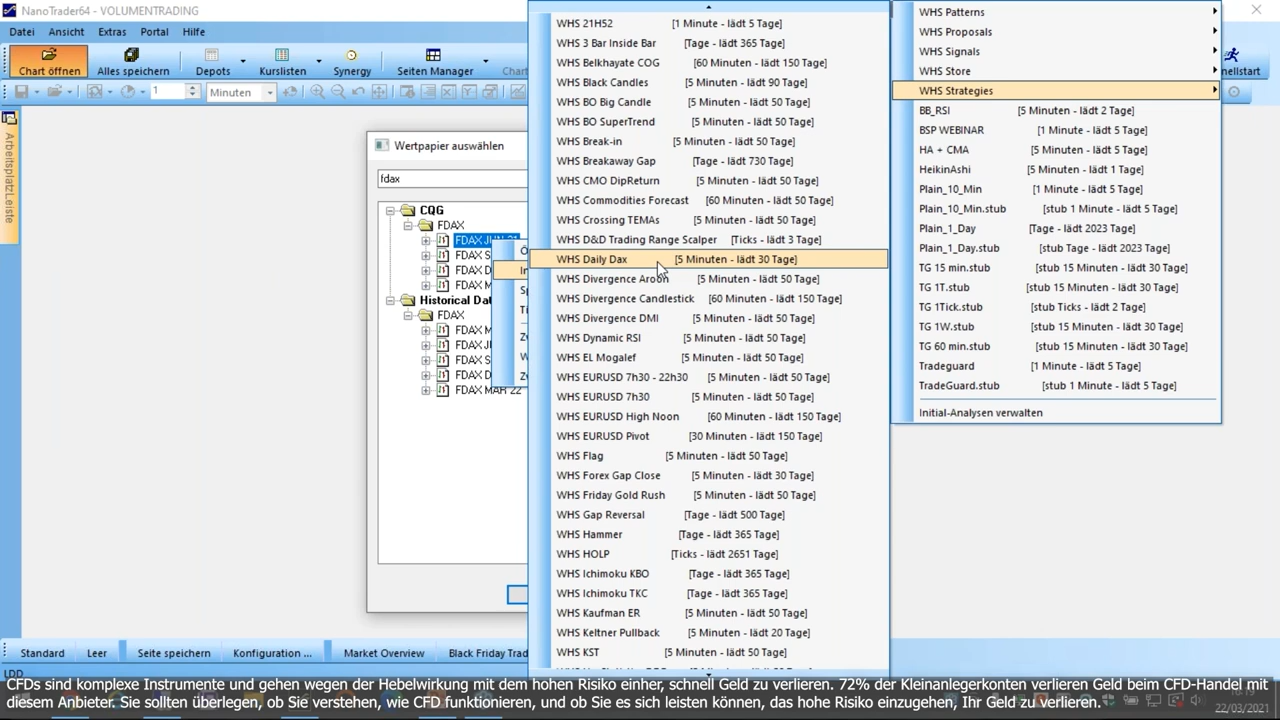 NanoTrader64 - VOLUMENTRADING
Datei Ansicht Extras Portal Hilfe
Chart öffnen Alles speichern Depots Kurslisten Synergy Seiten Manager Chart
1 Minuten
ArbeitsplatzLeiste
Wertpapier auswählen
fdax
CQG
FDAX
FDAX JUN 21
FDAX S
FDAX D
FDAX M
Historical Dat
FDAX
FDAX M
FDAX J
FDAX S
FDAX D
FDAX MAR 22
WHS 21H52 [1 Minute - lädt 5 Tage]
WHS 3 Bar Inside Bar [Tage - lädt 365 Tage]
WHS Belkhayate COG [60 Minuten - lädt 150 Tage]
WHS Black Candles [5 Minuten - lädt 90 Tage]
WHS BO Big Candle [5 Minuten - lädt 50 Tage]
WHS BO SuperTrend [5 Minuten - lädt 50 Tage]
WHS Break-in [5 Minuten - lädt 50 Tage]
WHS Breakaway Gap [Tage - lädt 730 Tage]
WHS CMO DipReturn [5 Minuten - lädt 50 Tage]
WHS Commodities Forecast [60 Minuten - lädt 50 Tage]
WHS Crossing TEMAs [5 Minuten - lädt 50 Tage]
WHS D&D Trading Range Scalper [Ticks - lädt 3 Tage]
WHS Daily Dax [5 Minuten - lädt 30 Tage]
WHS Divergence Aroon [5 Minuten - lädt 50 Tage]
WHS Divergence Candlestick [60 Minuten - lädt 150 Tage]
WHS Divergence DMI [5 Minuten - lädt 50 Tage]
WHS Dynamic RSI [5 Minuten - lädt 50 Tage]
WHS EL Mogalef [5 Minuten - lädt 50 Tage]
WHS EURUSD 7h30 - 22h30 [5 Minuten - lädt 50 Tage]
WHS EURUSD 7h30 [5 Minuten - lädt 50 Tage]
WHS EURUSD High Noon [60 Minuten - lädt 150 Tage]
WHS EURUSD Pivot [30 Minuten - lädt 150 Tage]
WHS Flag [5 Minuten - lädt 50 Tage]
WHS Forex Gap Close [5 Minuten - lädt 30 Tage]
WHS Friday Gold Rush [5 Minuten - lädt 50 Tage]
WHS Gap Reversal [Tage - lädt 500 Tage]
WHS Hammer [Tage - lädt 365 Tage]
WHS HOLP [Ticks - lädt 2651 Tage]
WHS Ichimoku KBO [Tage - lädt 365 Tage]
WHS Ichimoku TKC [Tage - lädt 365 Tage]
WHS Kaufman ER [5 Minuten - lädt 50 Tage]
WHS Keltner Pullback [5 Minuten - lädt 20 Tage]
WHS KST [5 Minuten - lädt 50 Tage]
WHS Patterns
WHS Proposals
WHS Signals
WHS Store
WHS Strategies
BB_RSI [5 Minuten - lädt 2 Tage]
BSP WEBINAR [1 Minute - lädt 5 Tage]
HA + CMA [5 Minuten - lädt 5 Tage]
HeikinAshi [5 Minuten - lädt 1 Tage]
Plain_10_Min [1 Minute - lädt 5 Tage]
Plain_10_Min.stub [stub 1 Minute - lädt 5 Tage]
Plain_1_Day [Tage - lädt 2023 Tage]
Plain_1_Day.stub [stub Tage - lädt 2023 Tage]
TG 15 min.stub [stub 15 Minuten - lädt 30 Tage]
TG 1T.stub [stub 5 Minuten - lädt 30 Tage]
TG 1Tick.stub [stub Ticks - lädt 2 Tage]
TG 1W.stub [stub 15 Minuten - lädt 30 Tage]
TG 60 min.stub [stub 15 Minuten - lädt 30 Tage]
Tradeguard [1 Minute - lädt 5 Tage]
TradeGuard.stub [stub 1 Minute - lädt 5 Tage]
Initial-Analysen verwalten
nellstart
Standard Leer Seite speichern Konfiguration ... Market Overview Black Friday Trad
CFDs sind komplexe Instrumente und gehen wegen der Hebelwirkung mit dem hohen Risiko einher, schnell Geld zu verlieren. 72% der Kleinanlegerkonten verlieren Geld beim CFD-Handel mit
diesem Anbieter. Sie sollten überlegen, ob Sie verstehen, wie CFD funktionieren, und ob Sie es sich leisten können, das hohe Risiko einzugehen, Ihr Geld zu verlieren.
22/03/2021